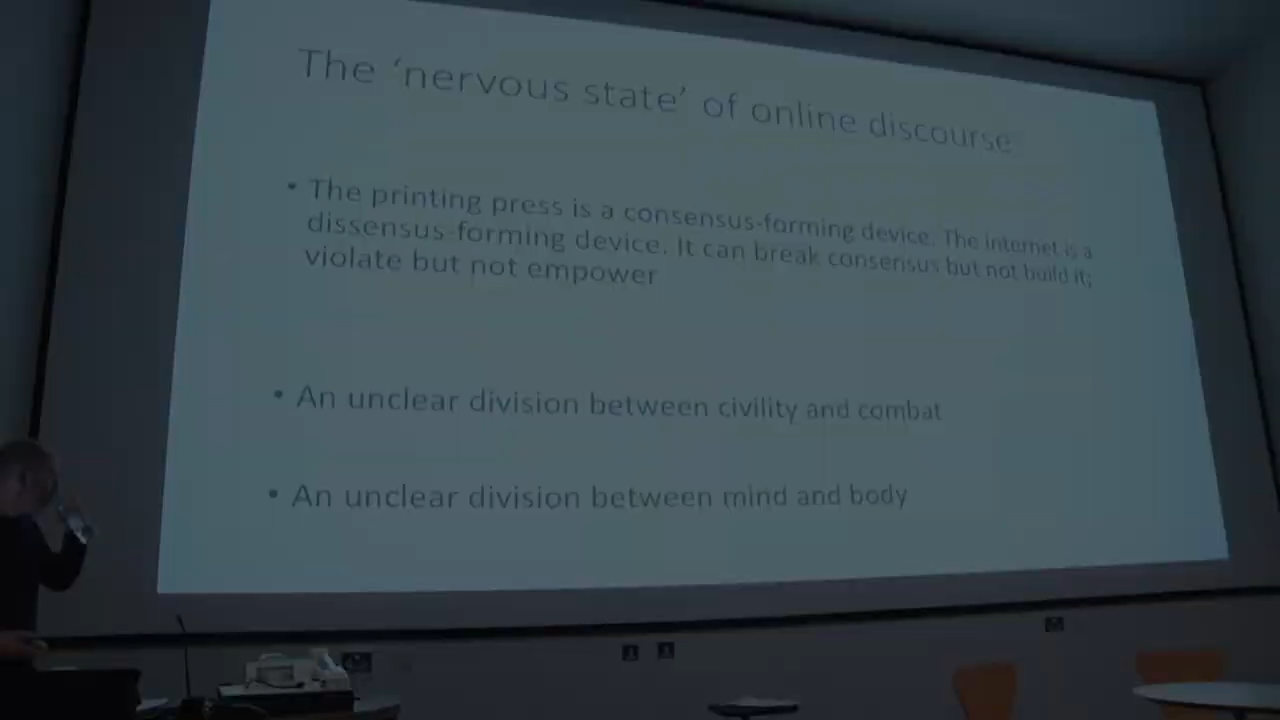 The ‘nervous state’ of online discourse
• The printing press is a consensus-forming device. The internet is a
dissensus-forming device. It can break consensus but not build it;
violate but not empower
• An unclear division between civility and combat
• An unclear division between mind and body